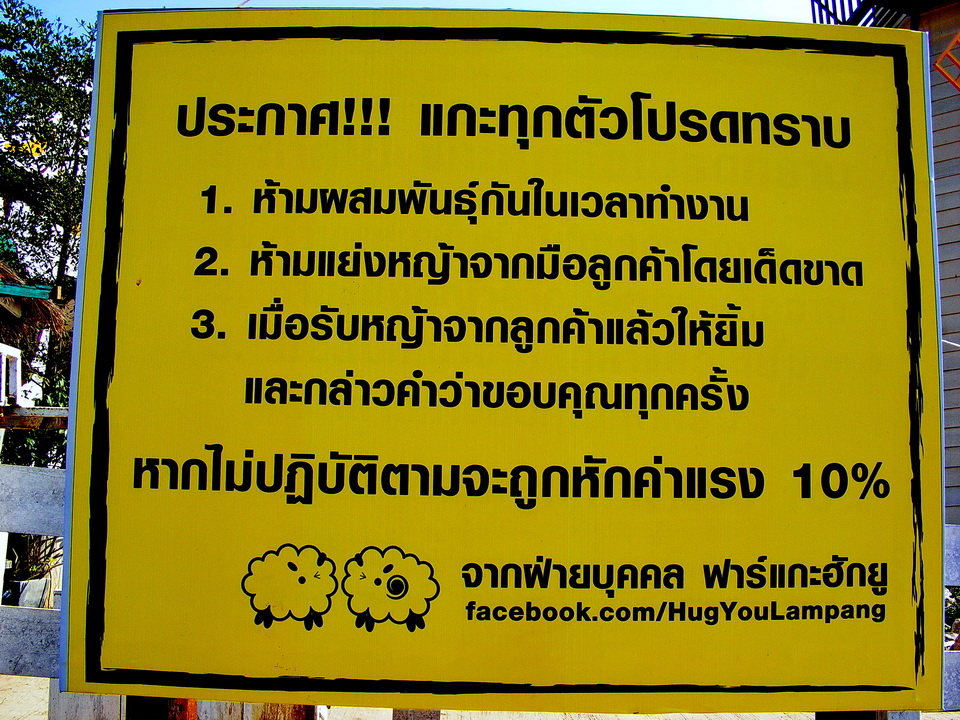 ประกาศ!!! แกะทุกตัวโปรดทราบ
1. ห้ามผสมพันธุ์กันในเวลาทำงาน
2. ห้ามแย่งหญ้าจากมือลูกค้าโดยเด็ดขาด
3. เมื่อรับหญ้าจากลูกค้าแล้วให้ยิ้ม
และกล่าวคำว่าขอบคุณทุกครั้ง
หากไม่ปฏิบัติตามจะถูกหักค่าแรง 10%
จากฝ่ายบุคคล ฟาร์แกะฮักยู
facebook.com/HugYouLampang